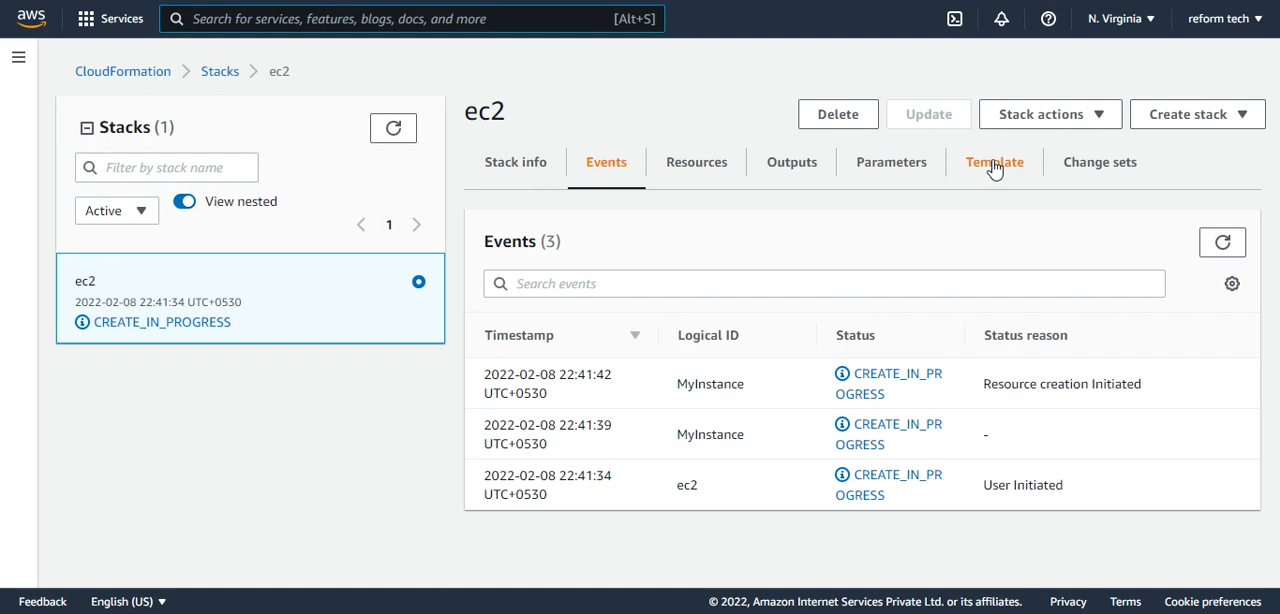 aws
Services
Search for services, features, blogs, docs, and more [Alt+S]
N. Virginia
reform tech
CloudFormation
Stacks
ec2
Stacks (1)
Filter by stack name
Active
View nested
1
ec2
2022-02-08 22:41:34 UTC+0530
CREATE_IN_PROGRESS
ec2
Delete
Update
Stack actions
Create stack
Stack info
Events
Resources
Outputs
Parameters
Template
Change sets
Events (3)
Search events
Timestamp
Logical ID
Status
Status reason
2022-02-08 22:41:42
UTC+0530
MyInstance
CREATE_IN_PR
OGRESS
Resource creation Initiated
2022-02-08 22:41:39
UTC+0530
MyInstance
CREATE_IN_PR
OGRESS
-
2022-02-08 22:41:34
UTC+0530
ec2
CREATE_IN_PR
OGRESS
User Initiated
Feedback
English (US)
© 2022, Amazon Internet Services Private Ltd. or its affiliates.
Privacy
Terms
Cookie preferences